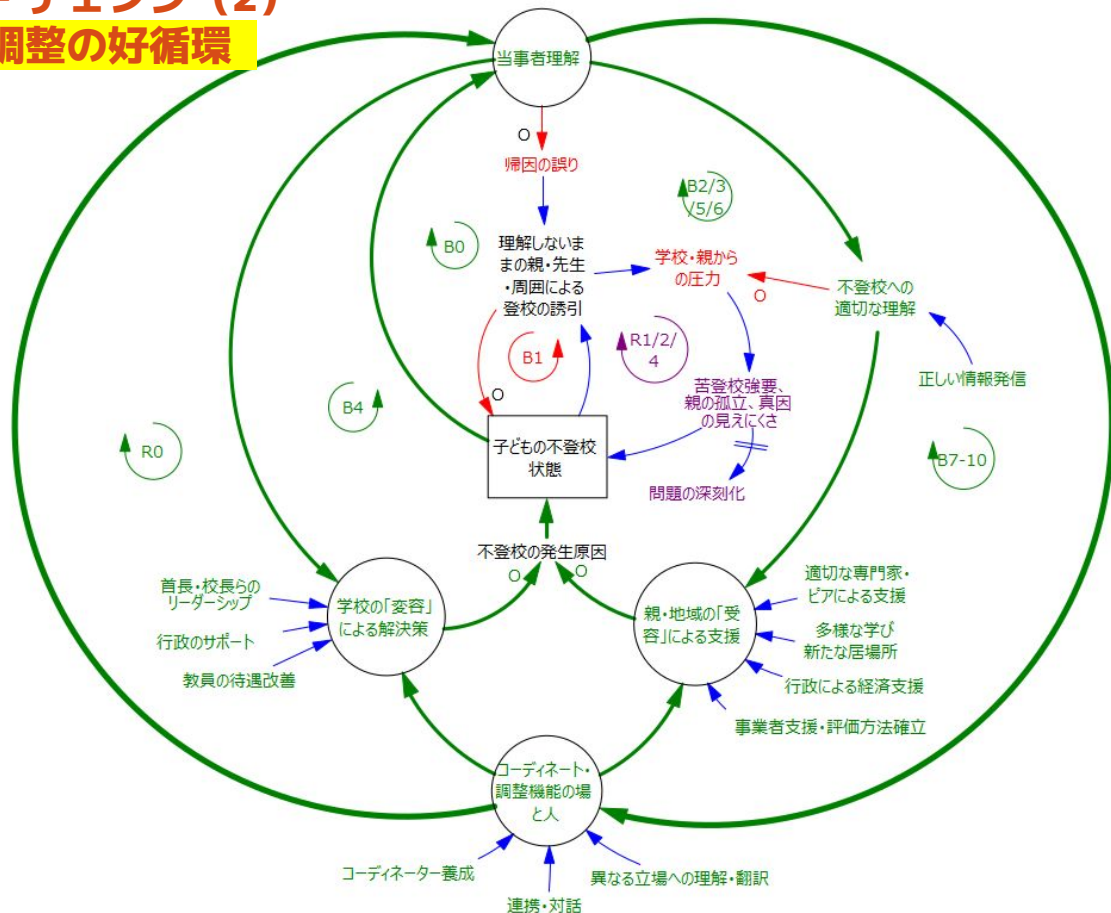 調整の好循環
当事者理解
O
帰因の誤り
B2/3
/5/6
B0
理解しないま
まの親・先生
・周囲による
登校の誘引
学校・親から
の圧力
O
不登校への
適切な理解
B1
R1/2/
4
正しい情報発信
O
苦登校強要、
親の孤立、真因
の見えにくさ
B4
R0
子どもの不登校
状態
B7-10
問題の深刻化
不登校の発生原因
O
O
首長・校長らの
リーダーシップ
行政のサポート
教員の待遇改善
学校の「変容」
による解決策
親・地域の「受
容」による支援
適切な専門家・
ピアによる支援
多様な学び
新たな居場所
行政による経済支援
事業者支援・評価方法確立
コーディネート・
調整機能の場
と人
コーディネーター養成
連携・対話
異なる立場への理解・翻訳